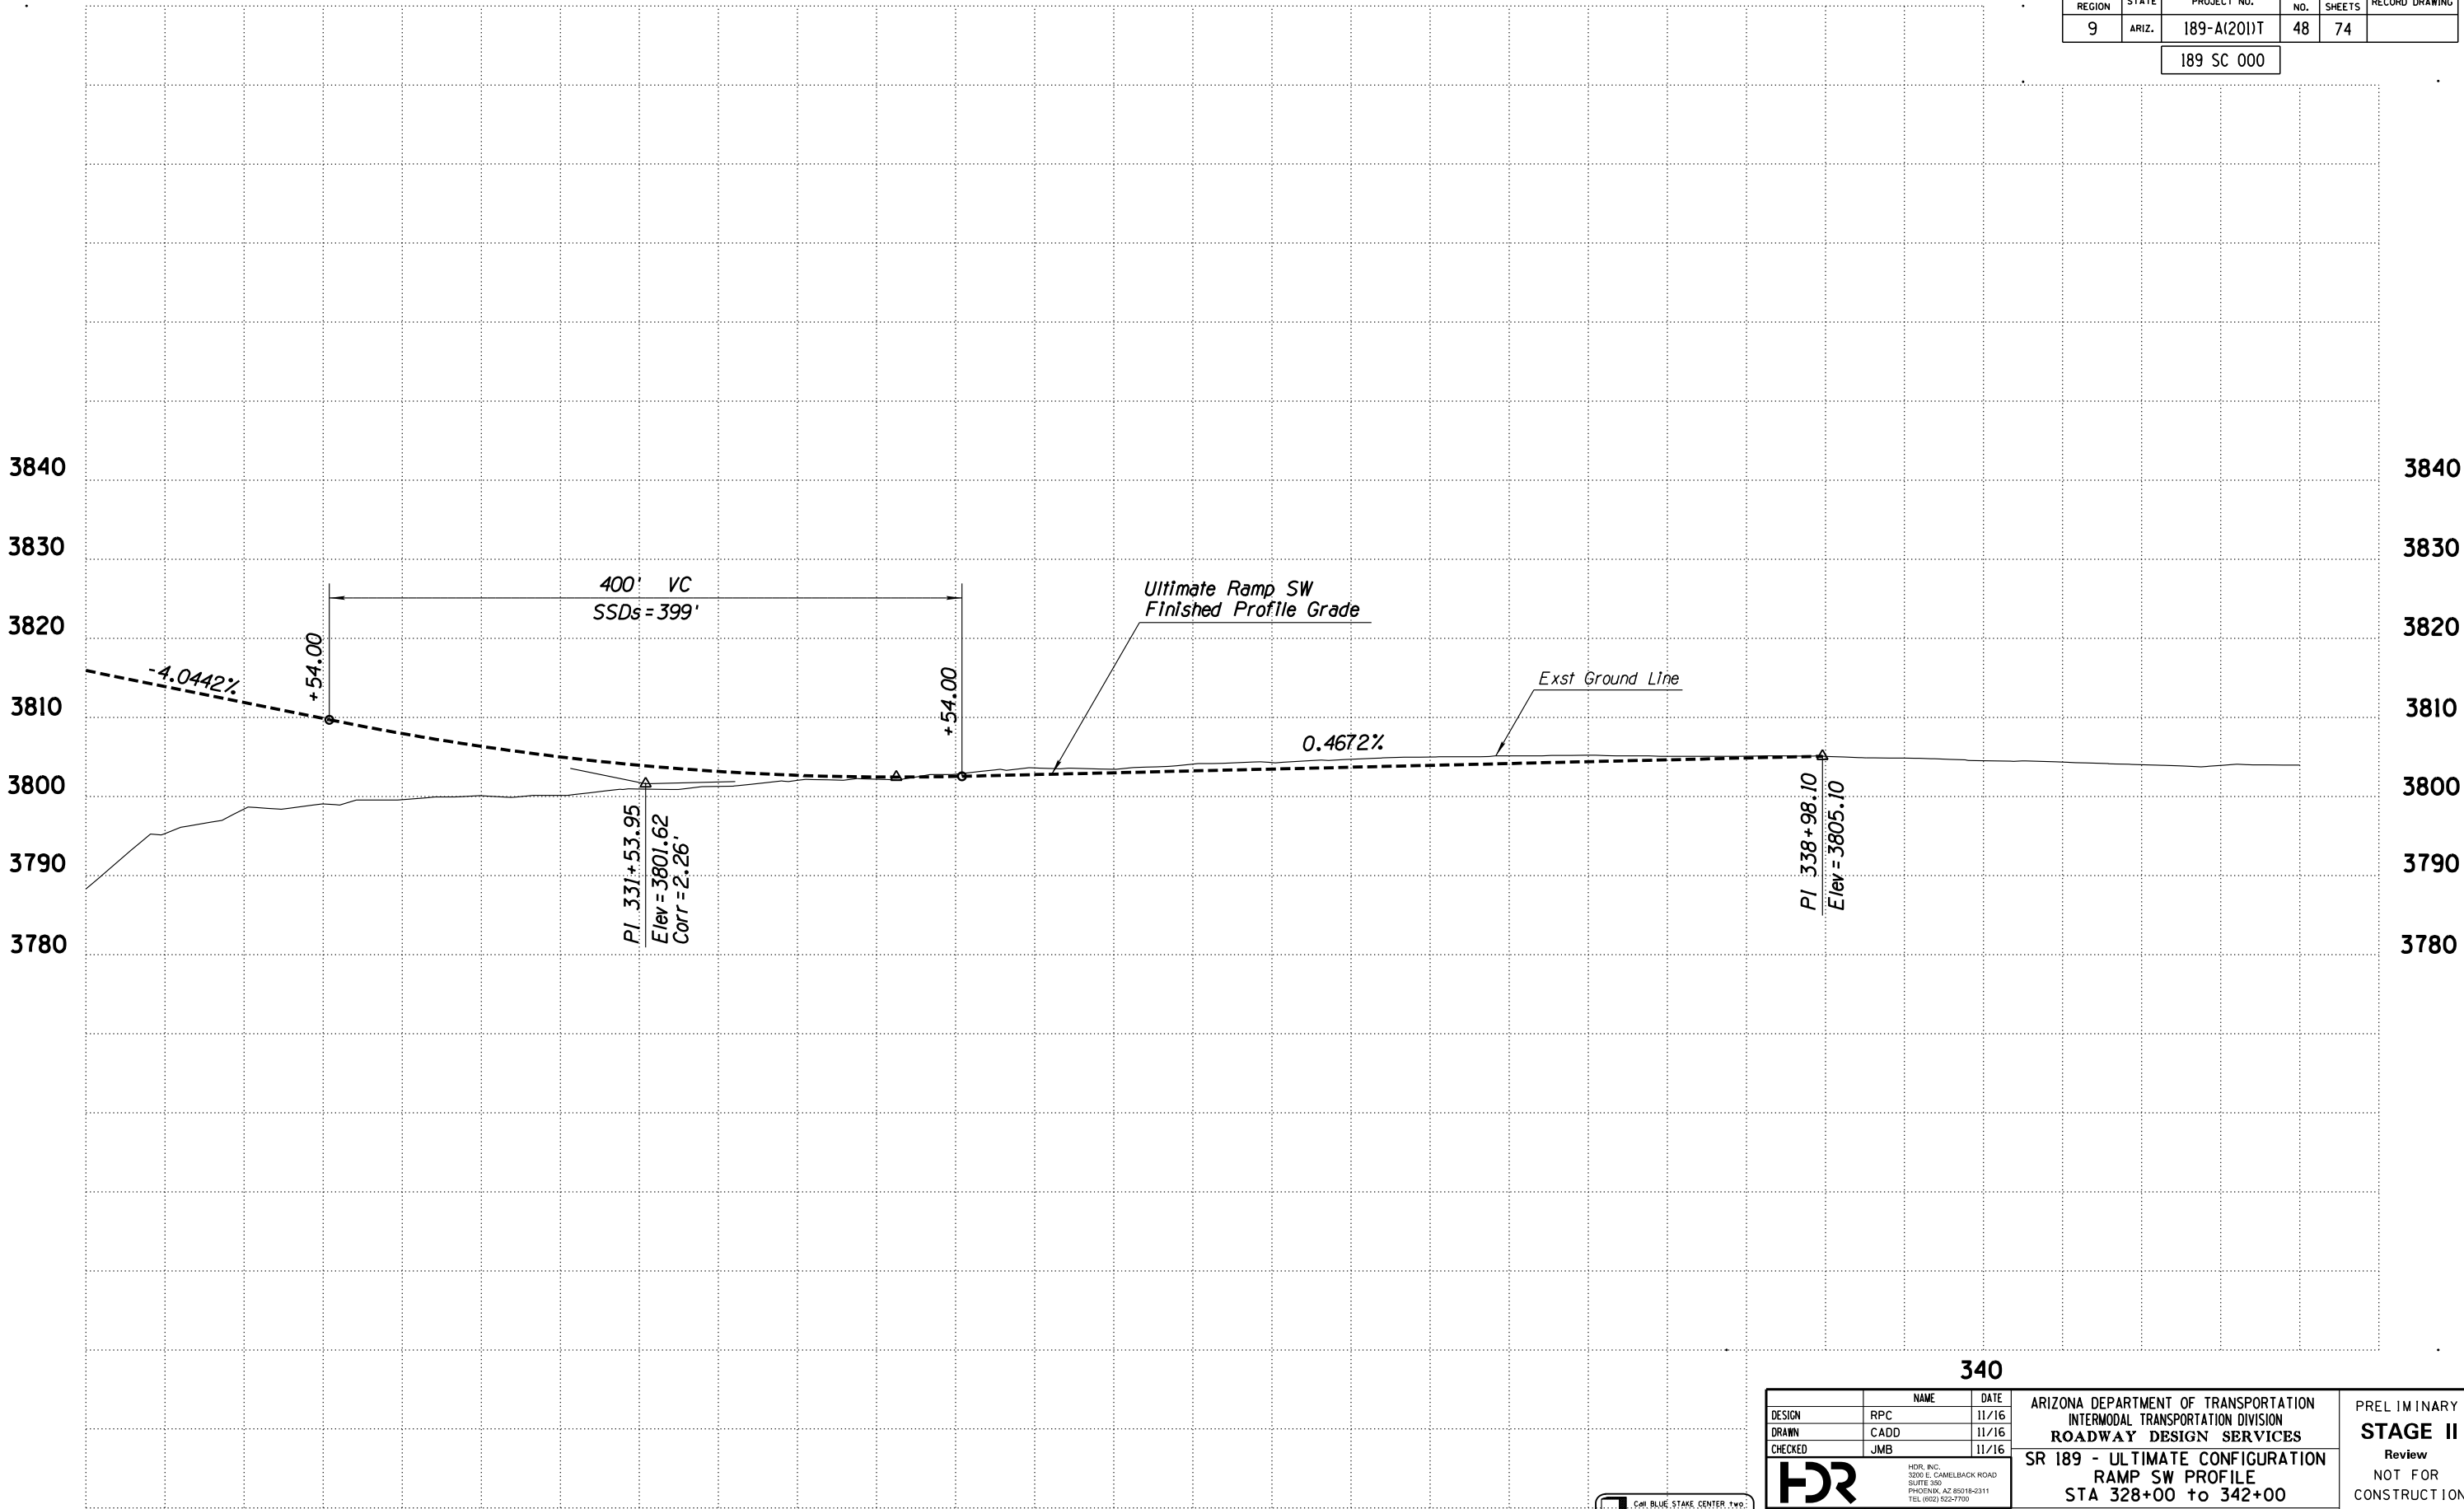 REGION STATE PROJECT NO. NO. SHEETS RECORD DRAWING
9 ARIZ. 189-A(201)T 48 74
189 SC 000
3840 3840
3830 3830
400' VC
SSDs=399'
Ultimate Ramp SW
Finished Profile Grade
3820 3820
+54.00
+54.00
-4.0442%
Exst Ground Line
3810 3810
0.4672%
3800 3800
PI 331+53.95
Elev=3801.62
Corr=2.26'
PI 338+98.10
Elev=3805.10
3790 3790
3780 3780
340
NAME DATE
DESIGN RPC 11/16
DRAWN CADD 11/16
CHECKED JMB 11/16
HDR
HDR, INC.
3200 E. CAMELBACK ROAD
SUITE 350
PHOENIX, AZ 85018-2311
TEL (602) 522-7700
ARIZONA DEPARTMENT OF TRANSPORTATION
INTERMODAL TRANSPORTATION DIVISION
ROADWAY DESIGN SERVICES
SR 189 - ULTIMATE CONFIGURATION
RAMP SW PROFILE
STA 328+00 to 342+00
PRELIMINARY
STAGE II
Review
NOT FOR
CONSTRUCTION
Call BLUE STAKE CENTER two